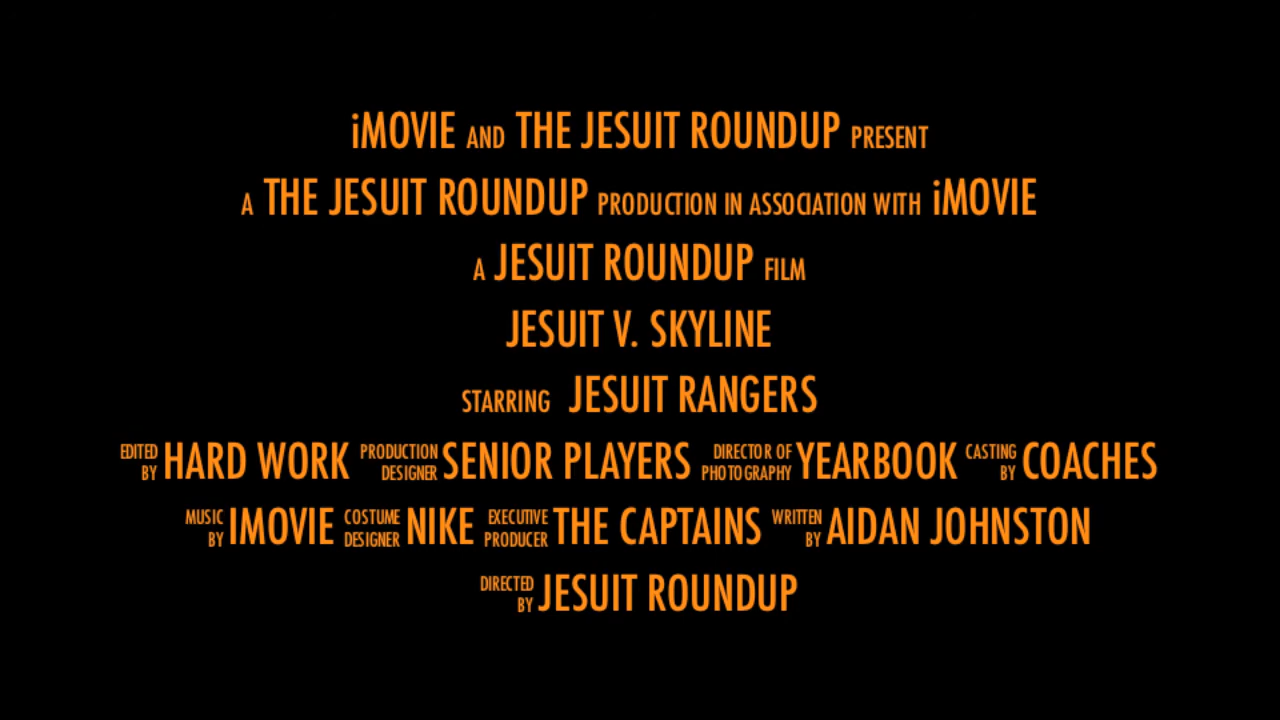 iMOVIE AND THE JESUIT ROUNDUP PRESENT
A THE JESUIT ROUNDUP PRODUCTION IN ASSOCIATION WITH iMOVIE
A JESUIT ROUNDUP FILM
JESUIT V. SKYLINE
STARRING JESUIT RANGERS
EDITED BY HARD WORK PRODUCTION DESIGNER SENIOR PLAYERS DIRECTOR OF PHOTOGRAPHY YEARBOOK CASTING BY COACHES
MUSIC BY IMOVIE COSTUME DESIGNER NIKE EXECUTIVE PRODUCER THE CAPTAINS WRITTEN BY AIDAN JOHNSTON
DIRECTED BY JESUIT ROUNDUP